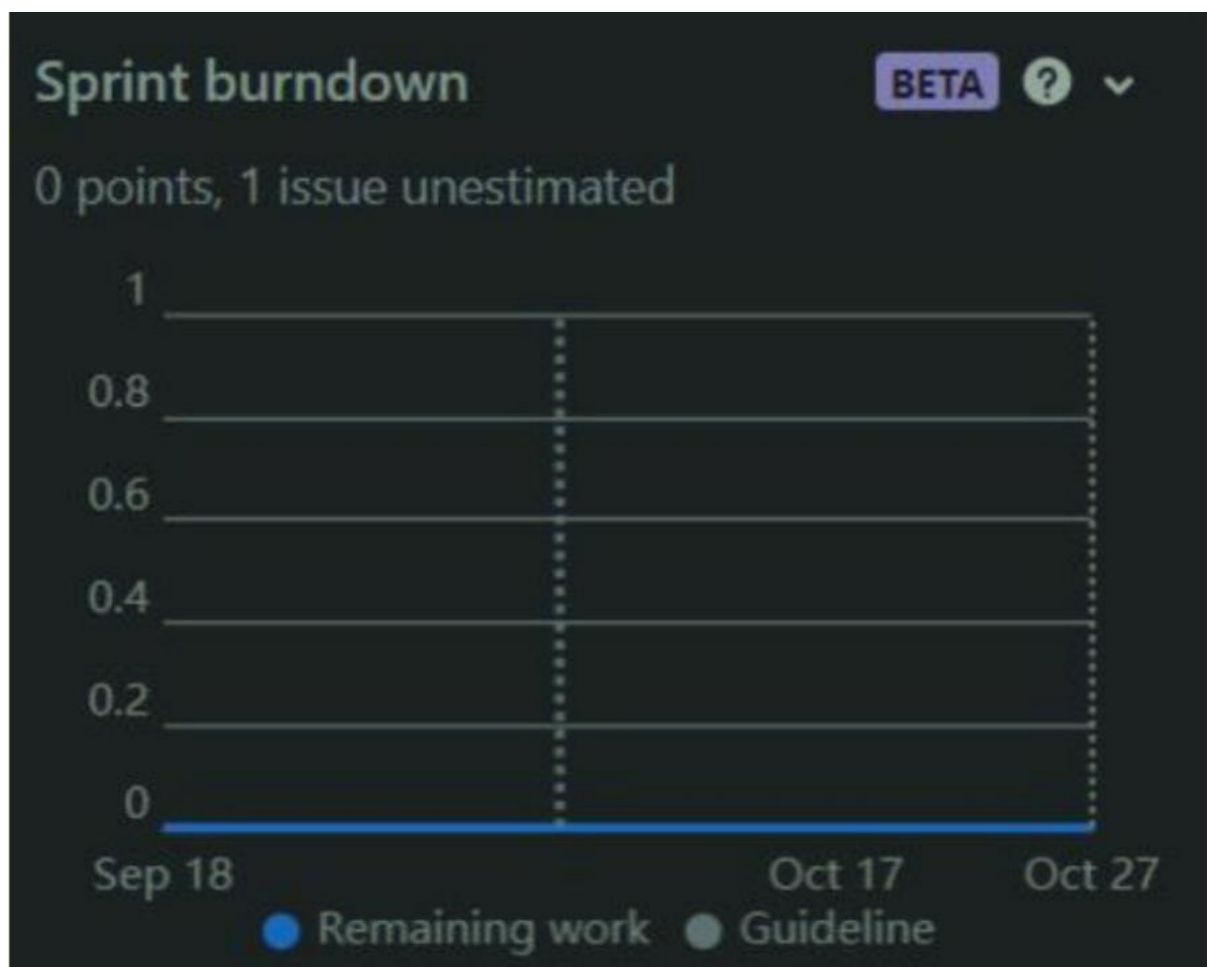 Sprint burndown BETA ?
0 points, 1 issue unestimated
1
0.8
0.6
0.4
0.2
0
Sep 18 Oct 17 Oct 27
Remaining work Guideline